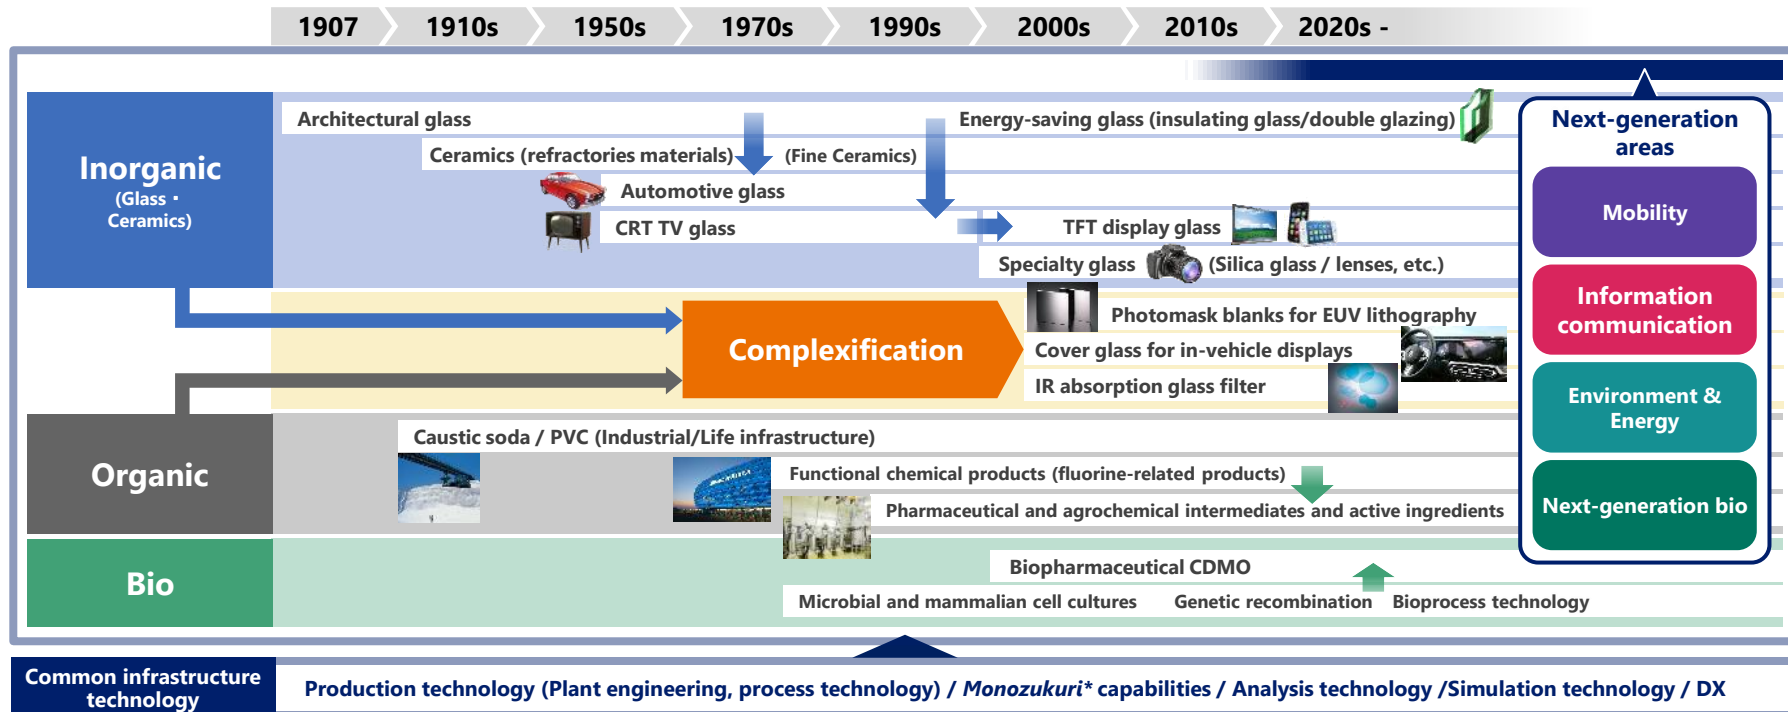 1907 1910s 1950s 1970s 1990s 2000s 2010s 2020s -
Inorganic
(Glass・
Ceramics)
Architectural glass
Energy-saving glass (insulating glass/double glazing)
Ceramics (refractories materials)
(Fine Ceramics)
Automotive glass
CRT TV glass
TFT display glass
Specialty glass
(Silica glass / lenses, etc.)
Complexification
Photomask blanks for EUV lithography
Cover glass for in-vehicle displays
IR absorption glass filter
Organic
Caustic soda / PVC (Industrial/Life infrastructure)
Functional chemical products (fluorine-related products)
Pharmaceutical and agrochemical intermediates and active ingredients
Bio
Biopharmaceutical CDMO
Microbial and mammalian cell cultures Genetic recombination Bioprocess technology
Next-generation
areas
Mobility
Information
communication
Environment &
Energy
Next-generation bio
Common infrastructure
technology
Production technology (Plant engineering, process technology) / Monozukuri* capabilities / Analysis technology /Simulation technology / DX